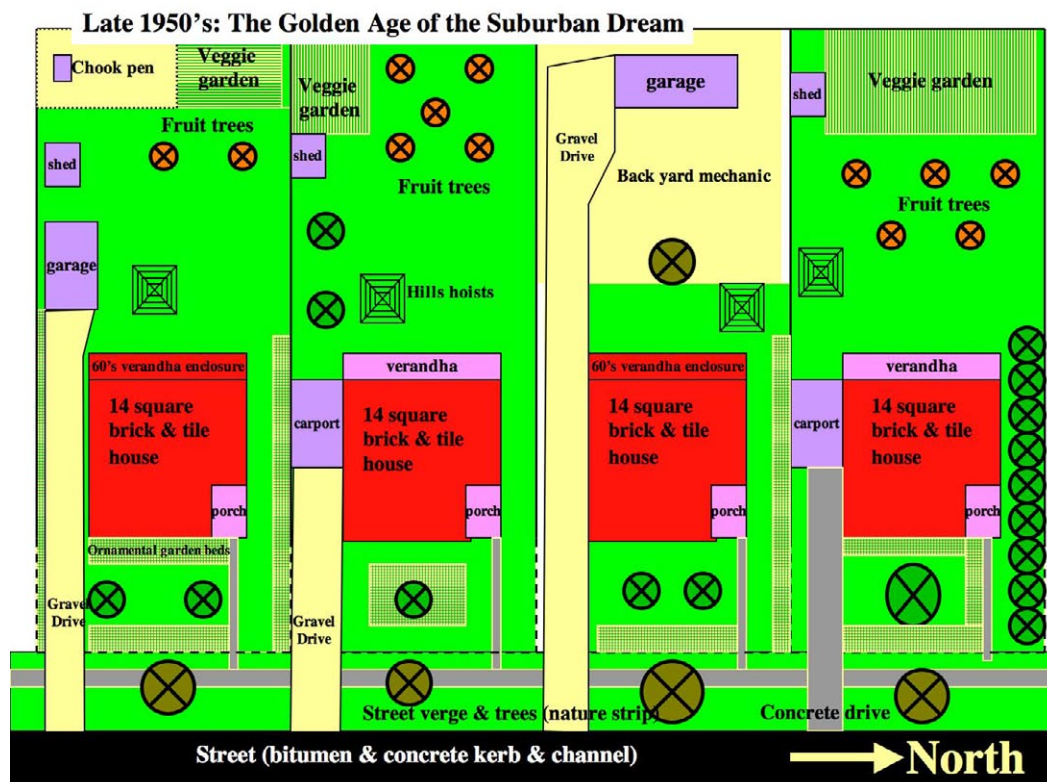 Late 1950's: The Golden Age of the Suburban Dream
Chook pen
Veggie
garden
Fruit trees
shed
garage
60's verandha enclosure
14 square
brick & tile
house
porch
Ornamental garden beds
Gravel
Drive
Veggie
garden
shed
Fruit trees
Hills hoists
verandha
carport
14 square
brick & tile
house
porch
Gravel
Drive
garage
Gravel
Drive
Back yard mechanic
60's verandha enclosure
14 square
brick & tile
house
porch
shed
Veggie garden
Fruit trees
verandha
carport
14 square
brick & tile
house
porch
Street verge & trees (nature strip)
Concrete drive
Street (bitumen & concrete kerb & channel)
North